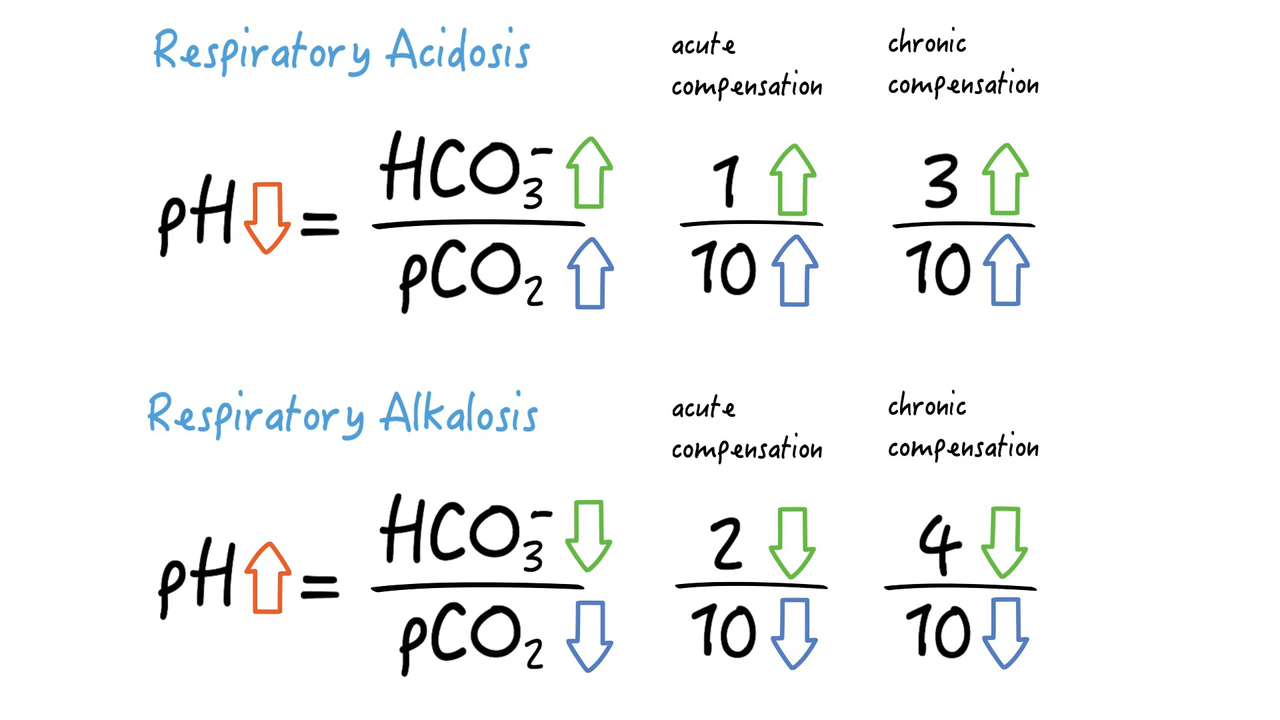 Respiratory Acidosis
acute
compensation
chronic
compensation
pH =
HCO₃⁻
pCO₂
1
10
3
10
Respiratory Alkalosis
acute
compensation
chronic
compensation
pH =
HCO₃⁻
pCO₂
2
10
4
10